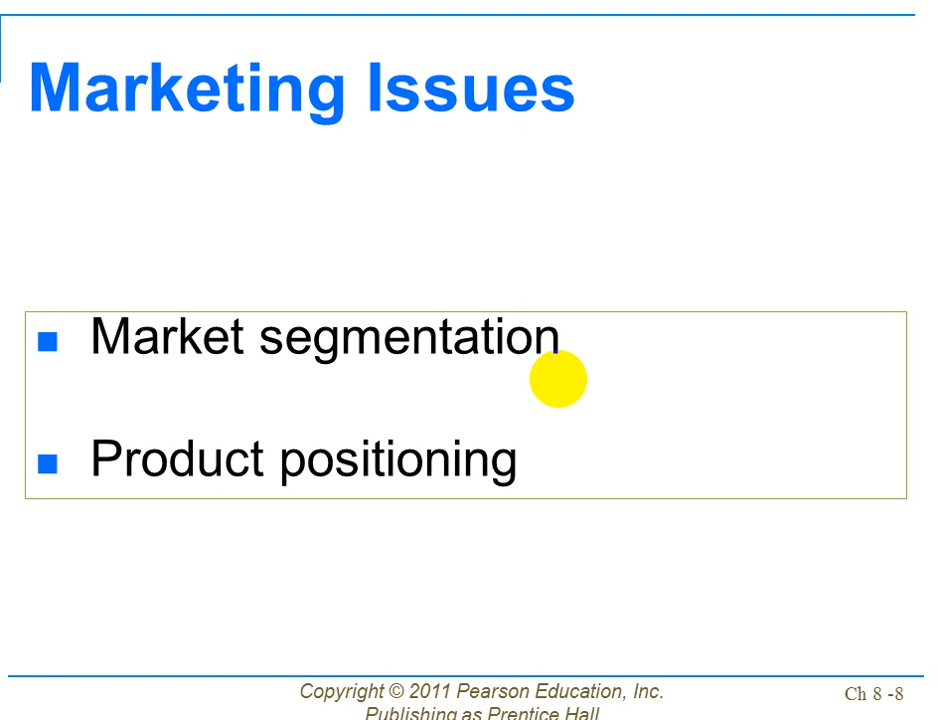 Marketing Issues
Market segmentation
Product positioning
Copyright © 2011 Pearson Education, Inc.
Publishing as Prentice Hall
Ch 8 -8